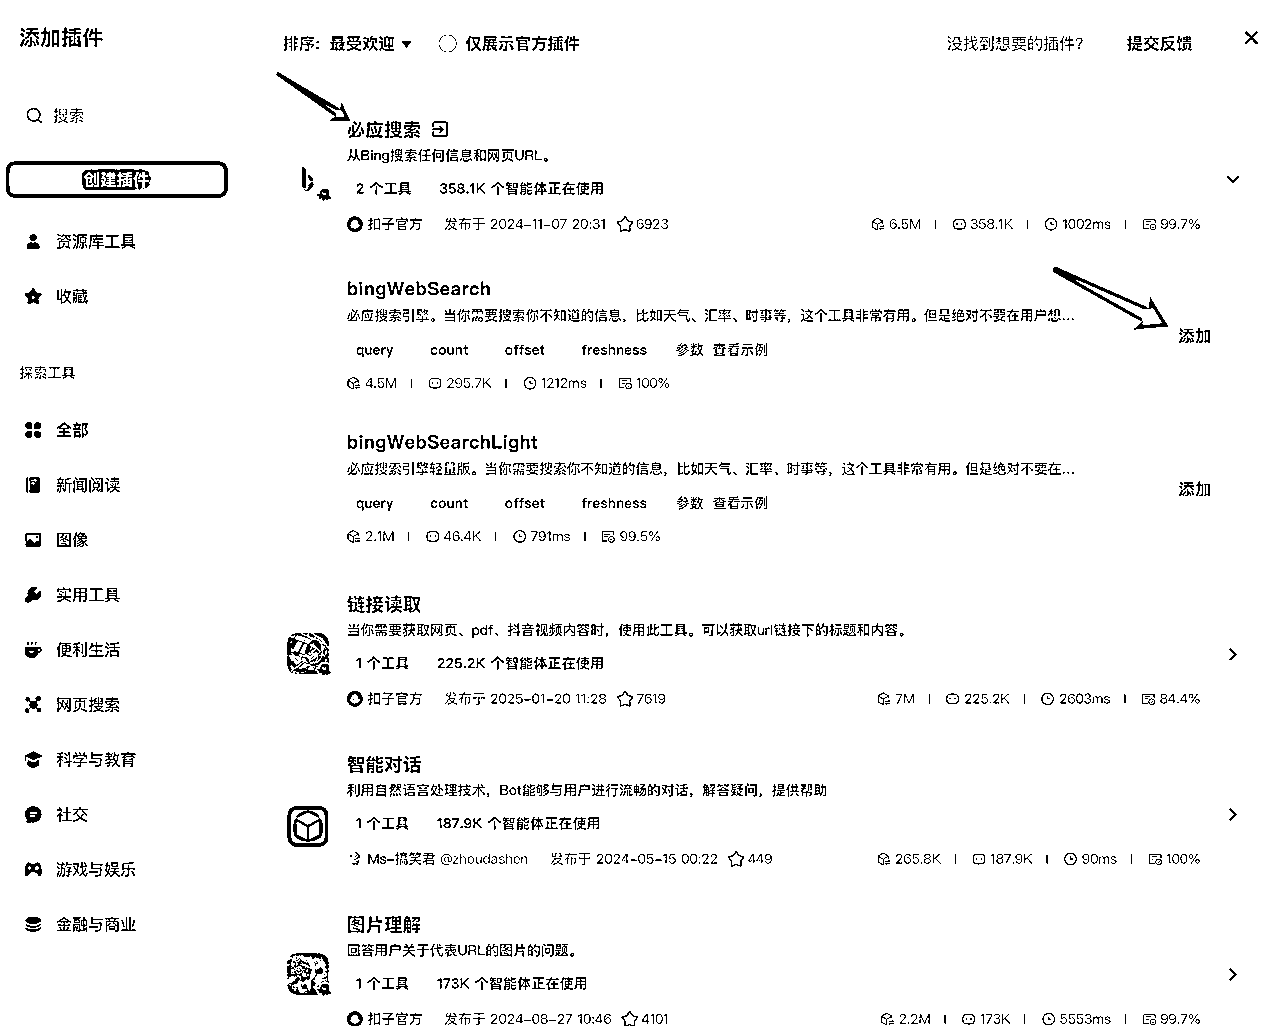 添加插件
排序: 最受欢迎 仅展示官方插件 没找到想要的插件? 提交反馈
搜索
创建插件
资源库工具
收藏
探索工具
全部
新闻阅读
图像
实用工具
便利生活
网页搜索
科学与教育
社交
游戏与娱乐
金融与商业
必应搜索
从Bing搜索任何信息和网页URL。
2 个工具 358.1K 个智能体正在使用
扣子官方 发布于 2024-11-07 20:31 6923 6.5M 358.1K 1002ms 99.7%
bingWebSearch
必应搜索引擎。当你需要搜索你不知道的信息，比如天气、汇率、时事等，这个工具非常有用。但是绝对不要在用户想...
query count offset freshness 参数 查看示例
添加
4.5M 295.7K 1212ms 100%
bingWebSearchLight
必应搜索引擎轻量版。当你需要搜索你不知道的信息，比如天气、汇率、时事等，这个工具非常有用。但是绝对不要在...
query count offset freshness 参数 查看示例
添加
2.1M 46.4K 791ms 99.5%
链接读取
当你需要获取网页、pdf、抖音视频内容时，使用此工具。可以获取url链接下的标题和内容。
1 个工具 225.2K 个智能体正在使用
扣子官方 发布于 2025-01-20 11:28 7619 7M 225.2K 2603ms 84.4%
智能对话
利用自然语言处理技术，Bot能够与用户进行流畅的对话，解答疑问，提供帮助
1 个工具 187.9K 个智能体正在使用
Ms-搞笑君 @zhoudashen 发布于 2024-05-15 00:22 449 265.8K 187.9K 90ms 100%
图片理解
回答用户关于代表URL的图片的问题。
1 个工具 173K 个智能体正在使用
扣子官方 发布于 2024-08-27 10:46 4101 2.2M 173K 5553ms 99.7%